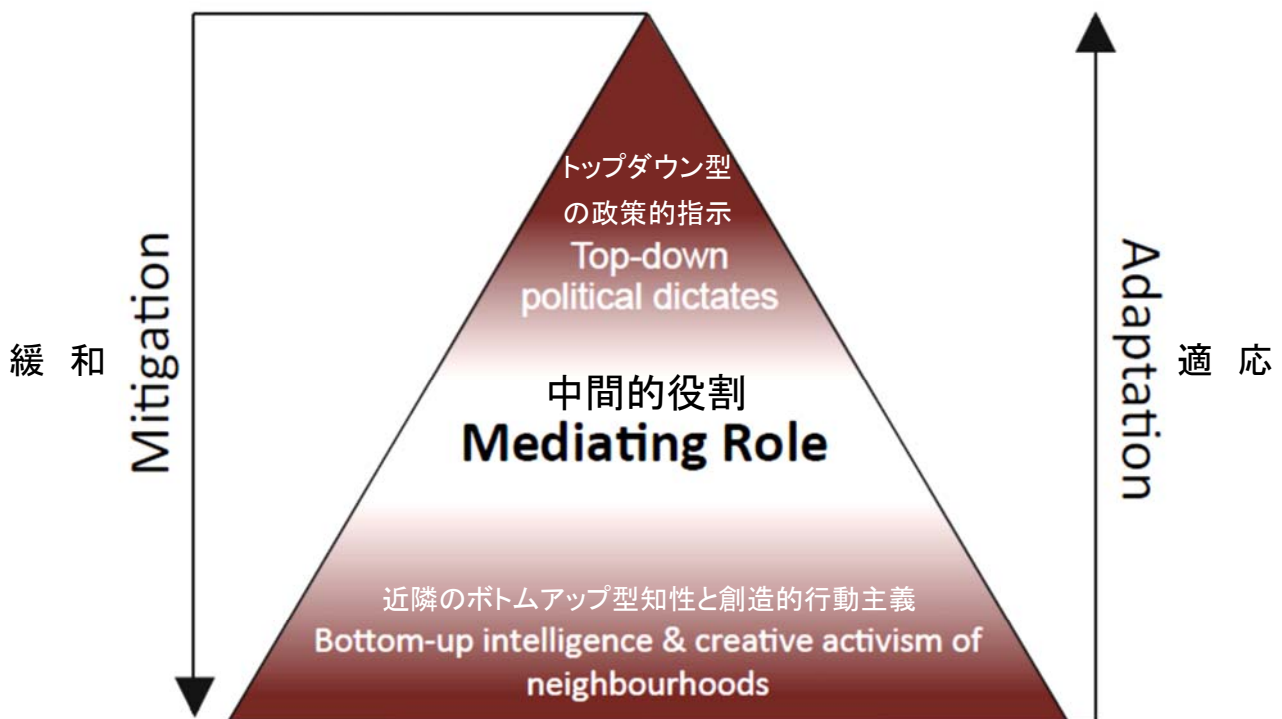 トップダウン型
の政策的指示
Top-down
political dictates
緩 和
Mitigation
中間的役割
Mediating Role
Adaptation
適 応
近隣のボトムアップ型知性と創造的行動主義
Bottom-up intelligence & creative activism of
neighbourhoods